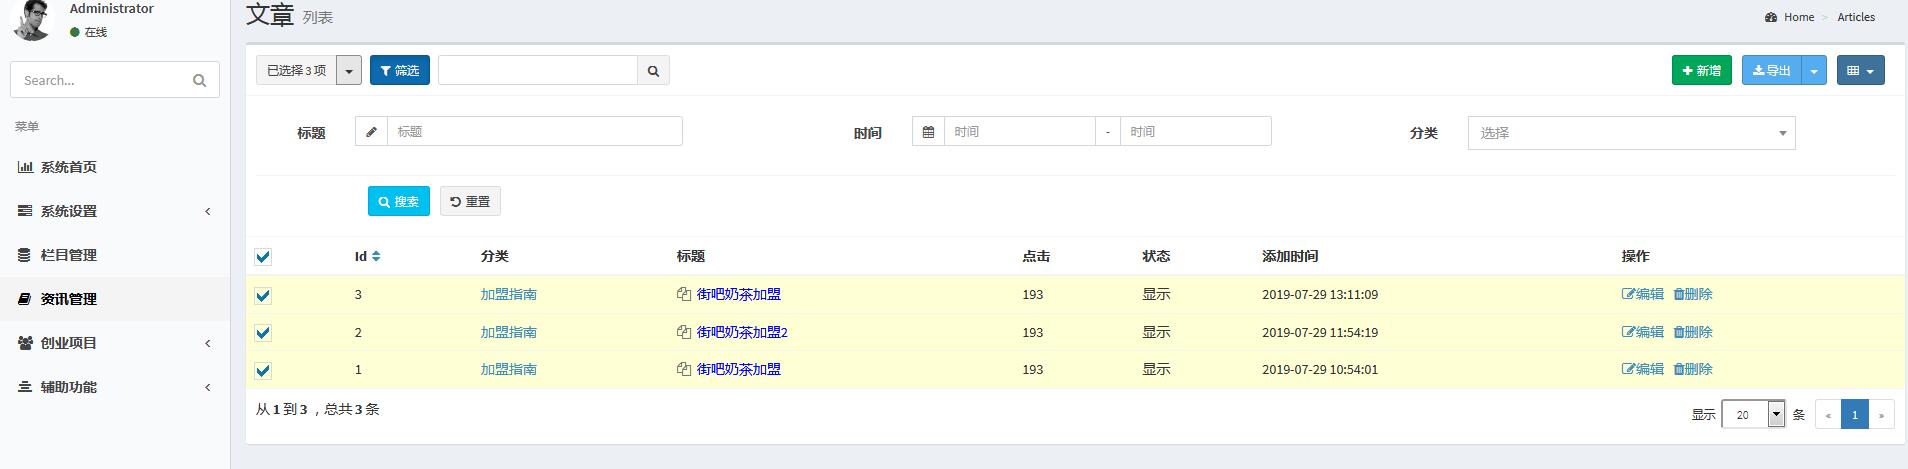 Administrator
在线
Search...
菜单
系统首页
系统设置
栏目管理
资讯管理
创业项目
辅助功能
文章 列表
Home > Articles
已选择 3 项 筛选 新增 导出
标题 标题 时间 时间 - 时间 分类 选择
搜索 重置
Id 分类 标题 点击 状态 添加时间 操作
3 加盟指南 街吧奶茶加盟 193 显示 2019-07-29 13:11:09 编辑 删除
2 加盟指南 街吧奶茶加盟2 193 显示 2019-07-29 11:54:19 编辑 删除
1 加盟指南 街吧奶茶加盟 193 显示 2019-07-29 10:54:01 编辑 删除
从 1 到 3 ，总共 3 条 显示 20 条 « 1 »